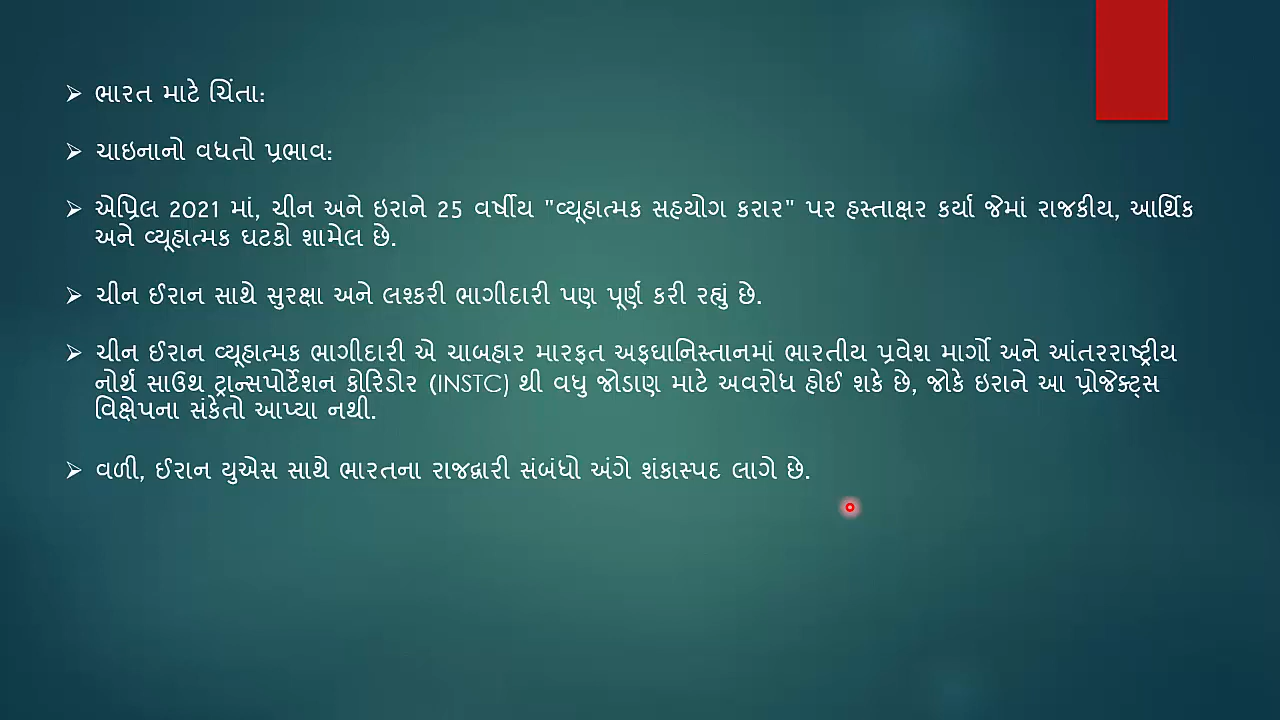 ભારત માટે ચિંતા:
ચાઇનાનો વધતો પ્રભાવ:
એપ્રિલ 2021 માં, ચીન અને ઇરાને 25 વર્ષીય "વ્યૂહાત્મક સહયોગ કરાર" પર હસ્તાક્ષર કર્યા જેમાં રાજકીય, આર્થિક
અને વ્યૂહાત્મક ઘટકો શામેલ છે.
ચીન ઈરાન સાથે સુરક્ષા અને લશ્કરી ભાગીદારી પણ પૂર્ણ કરી રહ્યું છે.
ચીન ઈરાન વ્યૂહાત્મક ભાગીદારી એ ચાબહાર મારફત અફઘાનિસ્તાનમાં ભારતીય પ્રવેશ માર્ગો અને આંતરરાષ્ટ્રીય
નોર્થ સાઉથ ટ્રાન્સપોર્ટેશન કોરિડોર (INSTC) થી વધુ જોડાણ માટે અવરોધ હોઈ શકે છે, જોકે ઇરાને આ પ્રોજેક્ટ્સ
વિક્ષેપના સંકેતો આપ્યા નથી.
વળી, ઈરાન યુએસ સાથે ભારતના રાજદ્વારી સંબંધો અંગે શંકાસ્પદ લાગે છે.